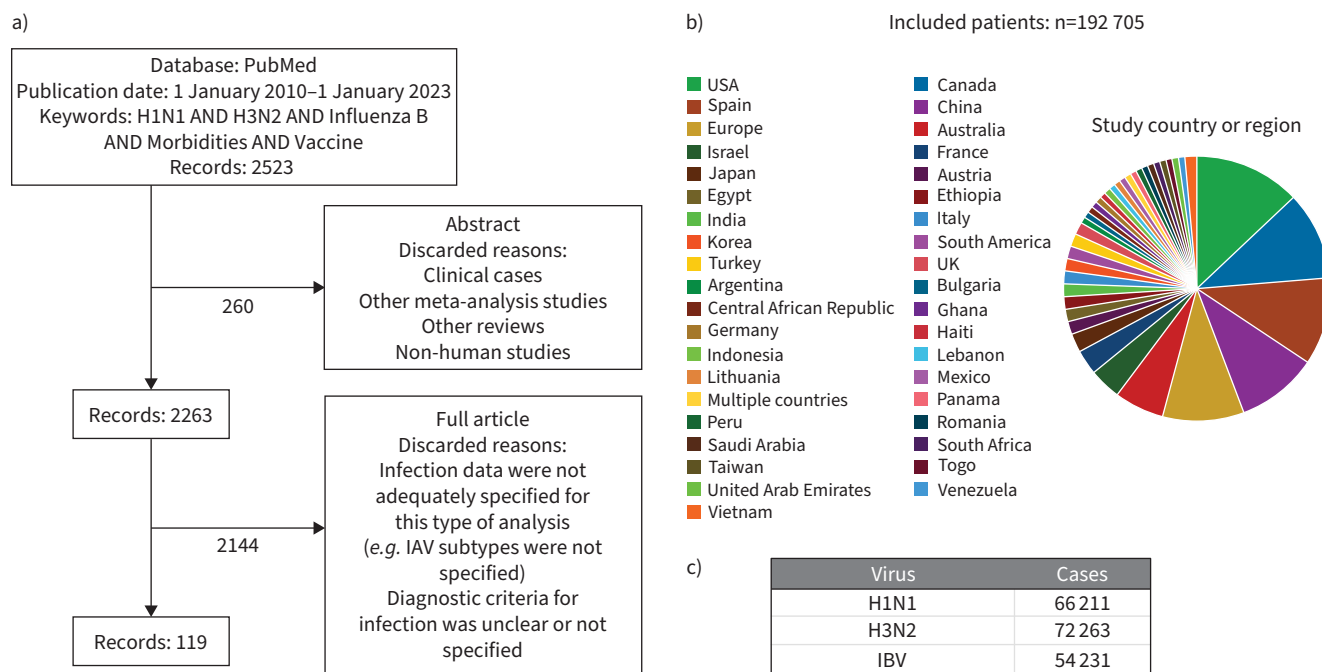 a)
Database: PubMed
Publication date: 1 January 2010–1 January 2023
Keywords: H1N1 AND H3N2 AND Influenza B
AND Morbidities AND Vaccine
Records: 2523
Abstract
Discarded reasons:
Clinical cases
Other meta-analysis studies
Other reviews
Non-human studies
260
Records: 2263
Full article
Discarded reasons:
Infection data were not
adequately specified for
this type of analysis
(e.g. IAV subtypes were not
specified)
Diagnostic criteria for
infection was unclear or not
specified
2144
Records: 119
b)
Included patients: n=192 705
USA
Spain
Europe
Israel
Japan
Egypt
India
Korea
Turkey
Argentina
Central African Republic
Germany
Indonesia
Lithuania
Multiple countries
Peru
Saudi Arabia
Taiwan
United Arab Emirates
Vietnam
Canada
China
Australia
France
Austria
Ethiopia
Italy
South America
UK
Bulgaria
Ghana
Haiti
Lebanon
Mexico
Panama
Romania
South Africa
Togo
Venezuela
Study country or region
c)
Virus Cases
H1N1 66 211
H3N2 72 263
IBV 54 231